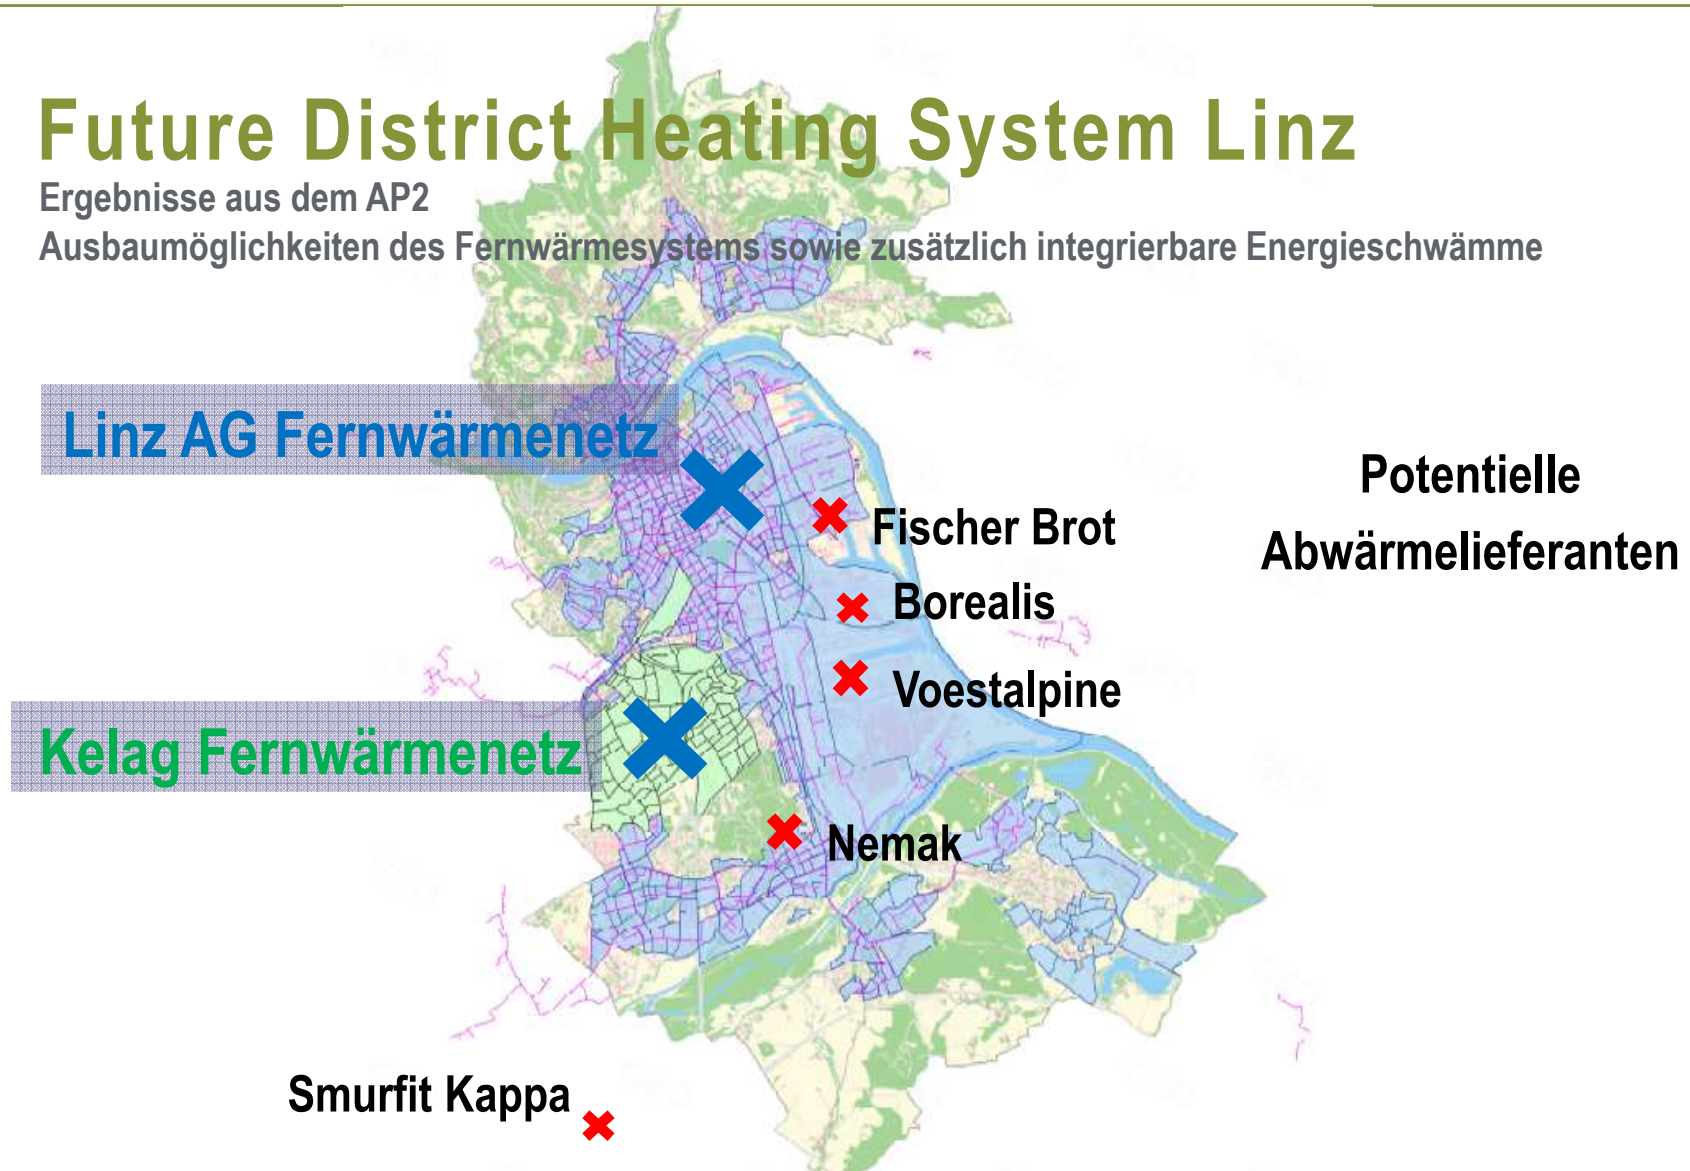 Future District Heating System Linz
Ergebnisse aus dem AP2
Ausbaumöglichkeiten des Fernwärmesystems sowie zusätzlich integrierbare Energieschwämme
Linz AG Fernwärmenetz
Potentielle
Abwärmelieferanten
Fischer Brot
Borealis
Voestalpine
Kelag Fernwärmenetz
Nemak
Smurfit Kappa